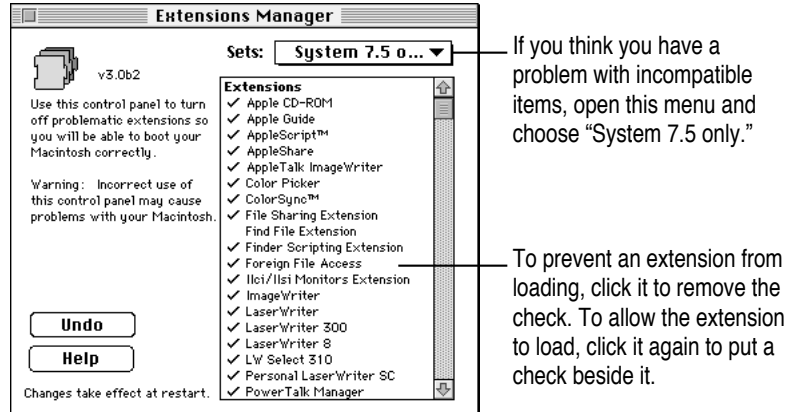 Extensions Manager
Sets: System 7.5 o...
v3.0b2
Use this control panel to turn
off problematic extensions so
you will be able to boot your
Macintosh correctly.
Warning: Incorrect use of
this control panel may cause
problems with your Macintosh.
Undo
Help
Changes take effect at restart.
Extensions
✓ Apple CD-ROM
✓ Apple Guide
✓ AppleScript™
✓ AppleShare
✓ AppleTalk ImageWriter
✓ Color Picker
✓ ColorSync™
✓ File Sharing Extension
Find File Extension
✓ Finder Scripting Extension
✓ Foreign File Access
✓ IIci/IIsi Monitors Extension
✓ ImageWriter
✓ LaserWriter
✓ LaserWriter 300
✓ LaserWriter 8
✓ LW Select 310
✓ Personal LaserWriter SC
✓ PowerTalk Manager
If you think you have a
problem with incompatible
items, open this menu and
choose “System 7.5 only.”
To prevent an extension from
loading, click it to remove the
check. To allow the extension
to load, click it again to put a
check beside it.